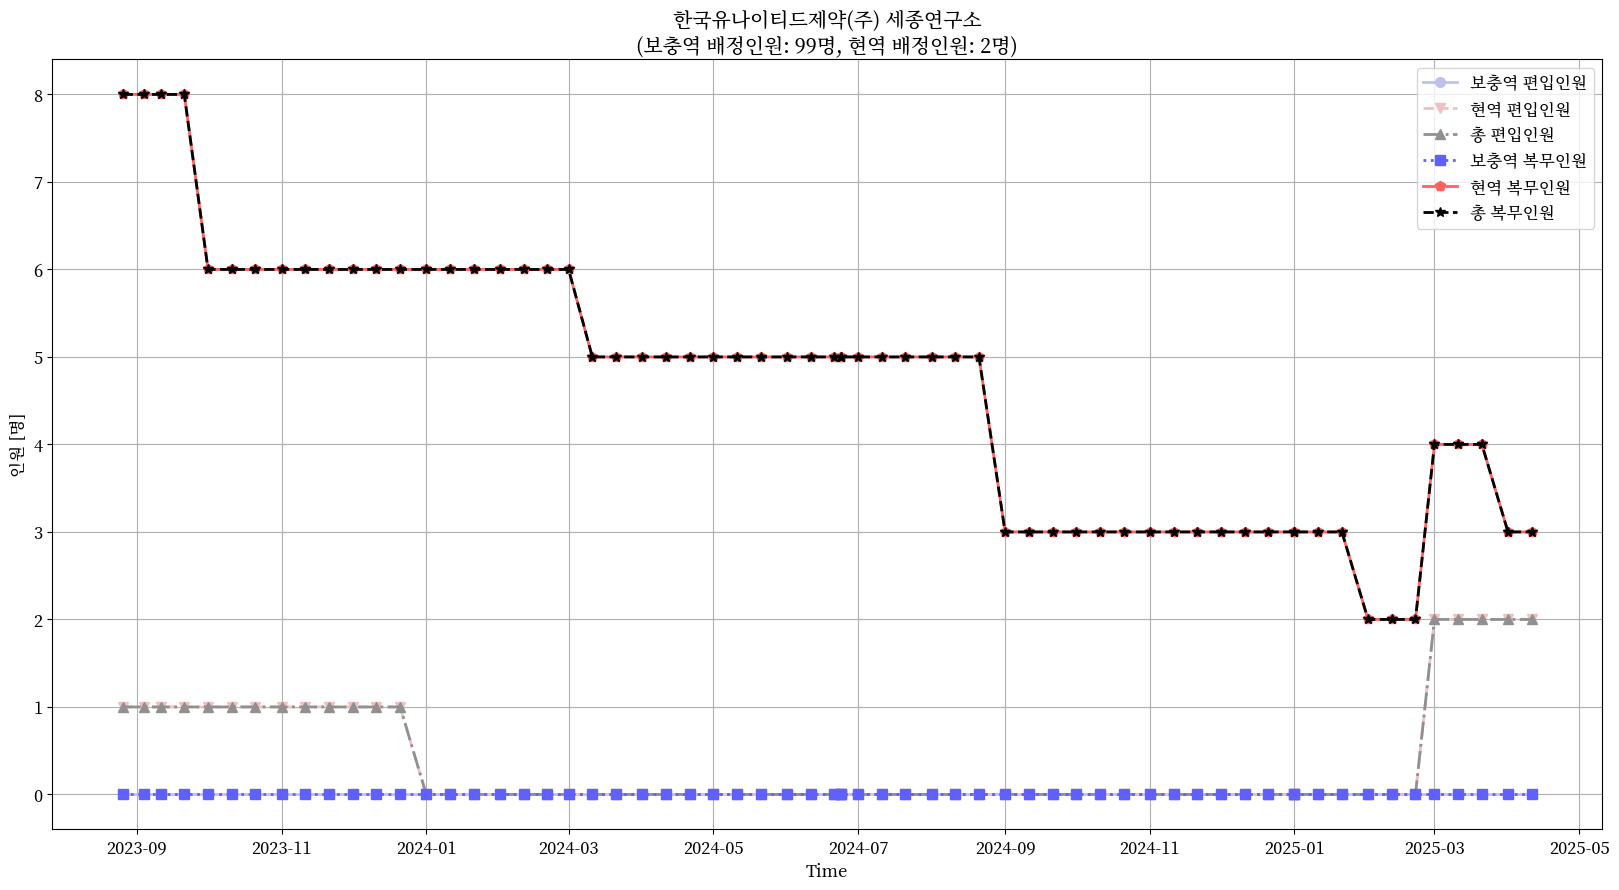 한국유나이티드제약(주) 세종연구소
(보충역 배정인원: 99명, 현역 배정인원: 2명)
보충역 편입인원
현역 편입인원
총 편입인원
보충역 복무인원
현역 복무인원
총 복무인원
인원 [명]
8
7
6
5
4
3
2
1
0
2023-09
2023-11
2024-01
2024-03
2024-05
2024-07
2024-09
2024-11
2025-01
2025-03
2025-05
Time